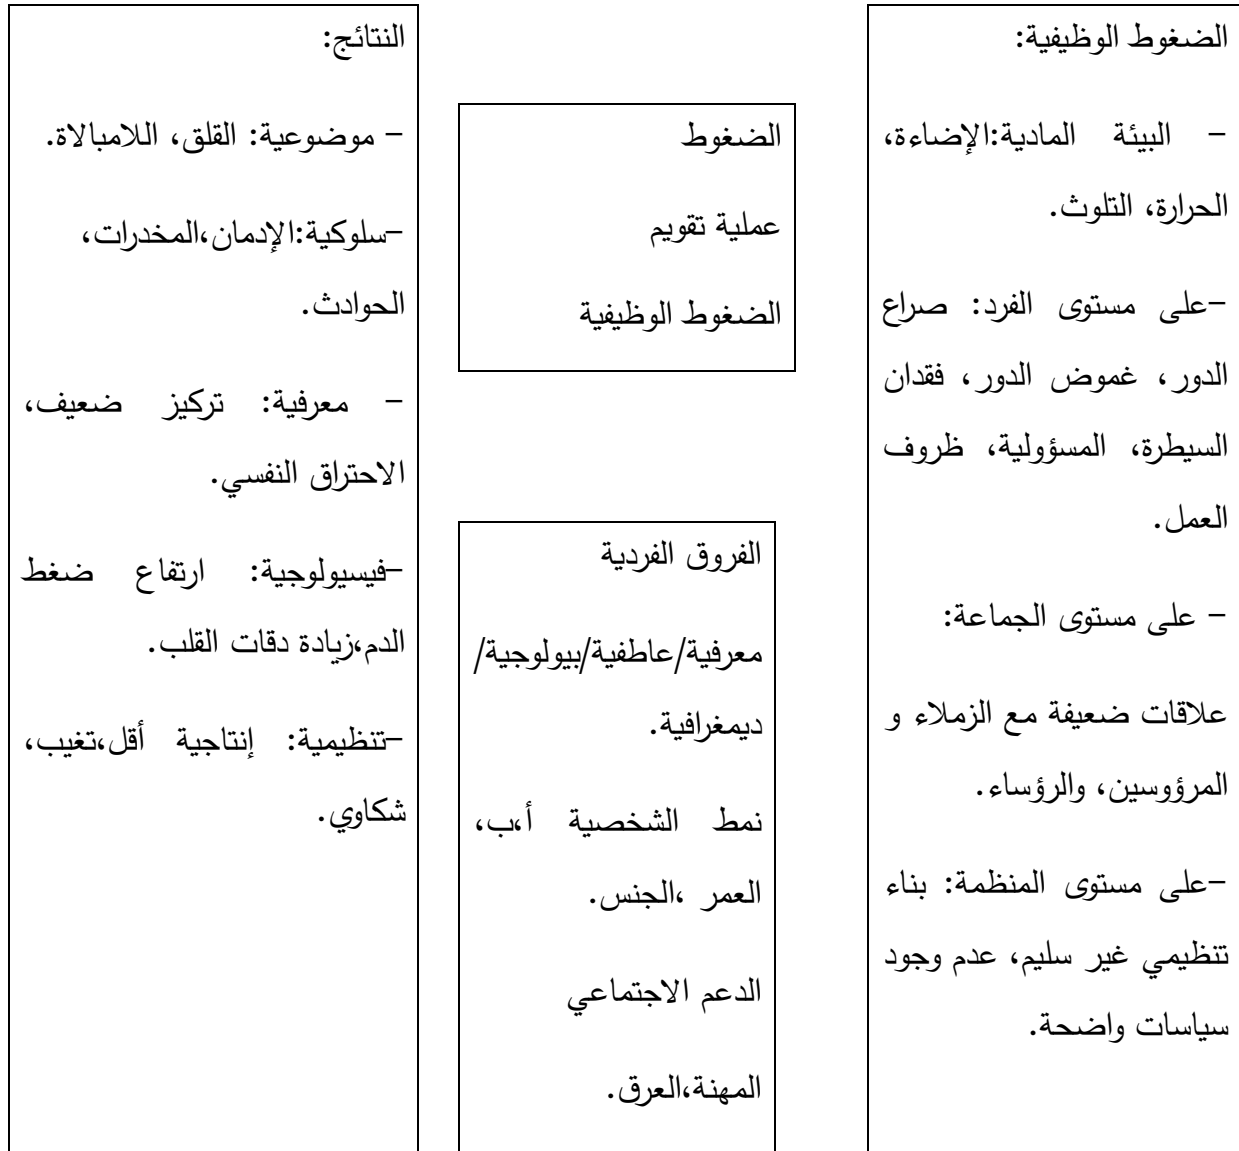 الضغوط الوظيفية:
– البيئة المادية:الإضاءة،
الحرارة، التلوث.
–على مستوى الفرد: صراع
الدور، غموض الدور، فقدان
السيطرة، المسؤولية، ظروف
العمل.
– على مستوى الجماعة:
علاقات ضعيفة مع الزملاء و
المرؤوسين، والرؤساء.
–على مستوى المنظمة: بناء
تنظيمي غير سليم، عدم وجود
سياسات واضحة.
الضغوط
عملية تقويم
الضغوط الوظيفية
الفروق الفردية
معرفية/عاطفية/بيولوجية/
ديمغرافية.
نمط الشخصية أ،ب،
العمر ،الجنس.
الدعم الاجتماعي
المهنة،العرق.
النتائج:
– موضوعية: القلق، اللامبالاة.
–سلوكية:الإدمان،المخدرات،
الحوادث.
– معرفية: تركيز ضعيف،
الاحتراق النفسي.
–فيسيولوجية: ارتفاع ضغط
الدم،زيادة دقات القلب.
–تنظيمية: إنتاجية أقل،تغيب،
شكاوي.